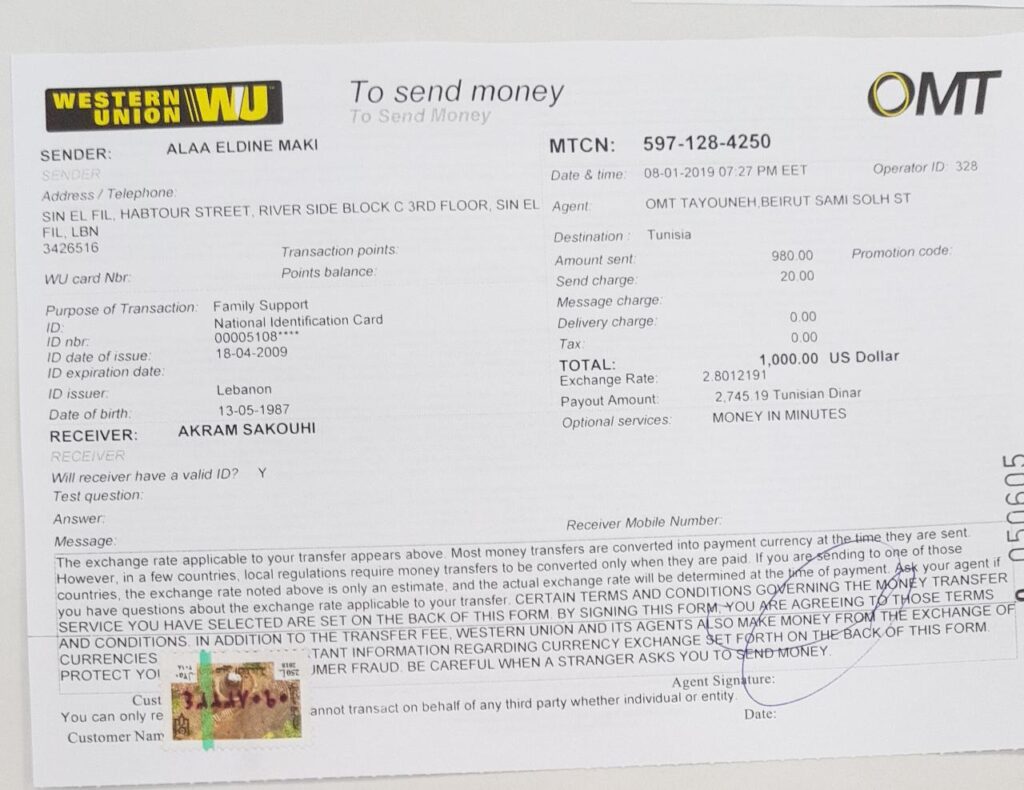 WESTERN UNION WU
To send money
To Send Money
OMT
SENDER: ALAA ELDINE MAKI
SENDER
Address / Telephone:
SIN EL FIL, HABTOUR STREET, RIVER SIDE BLOCK C 3RD FLOOR, SIN EL
FIL, LBN
3426516
Transaction points:
WU card Nbr:
Points balance:
Purpose of Transaction: Family Support
ID: National Identification Card
ID nbr: 00005108****
ID date of issue: 18-04-2009
ID expiration date:
ID issuer: Lebanon
Date of birth: 13-05-1987
RECEIVER: AKRAM SAKOUHI
RECEIVER
Will receiver have a valid ID? Y
Test question:
Answer:
Message:
MTCN: 597-128-4250
Date & time: 08-01-2019 07:27 PM EET Operator ID: 328
Agent: OMT TAYOUNEH,BEIRUT SAMI SOLH ST
Destination : Tunisia
Amount sent: 980.00 Promotion code:
Send charge: 20.00
Message charge:
Delivery charge: 0.00
Tax: 0.00
TOTAL: 1,000.00 US Dollar
Exchange Rate: 2.8012191
Payout Amount: 2,745.19 Tunisian Dinar
Optional services: MONEY IN MINUTES
Receiver Mobile Number:
050605
The exchange rate applicable to your transfer appears above. Most money transfers are converted into payment currency at the time they are sent.
However, in a few countries, local regulations require money transfers to be converted only when they are paid. If you are sending to one of those
countries, the exchange rate noted above is only an estimate, and the actual exchange rate will be determined at the time of payment. Ask your agent if
you have questions about the exchange rate applicable to your transfer. CERTAIN TERMS AND CONDITIONS GOVERNING THE MONEY TRANSFER
SERVICE YOU HAVE SELECTED ARE SET ON THE BACK OF THIS FORM. BY SIGNING THIS FORM, YOU ARE AGREEING TO THOSE TERMS
AND CONDITIONS. IN ADDITION TO THE TRANSFER FEE, WESTERN UNION AND ITS AGENTS ALSO MAKE MONEY FROM THE EXCHANGE OF
CURRENCIES TANT INFORMATION REGARDING CURRENCY EXCHANGE SET FORTH ON THE BACK OF THIS FORM.
PROTECT YOU UMER FRAUD. BE CAREFUL WHEN A STRANGER ASKS YOU TO SEND MONEY.
Cust Agent Signature:
You can only re annot transact on behalf of any third party whether individual or entity.
Customer Nam Date:
250L
2018